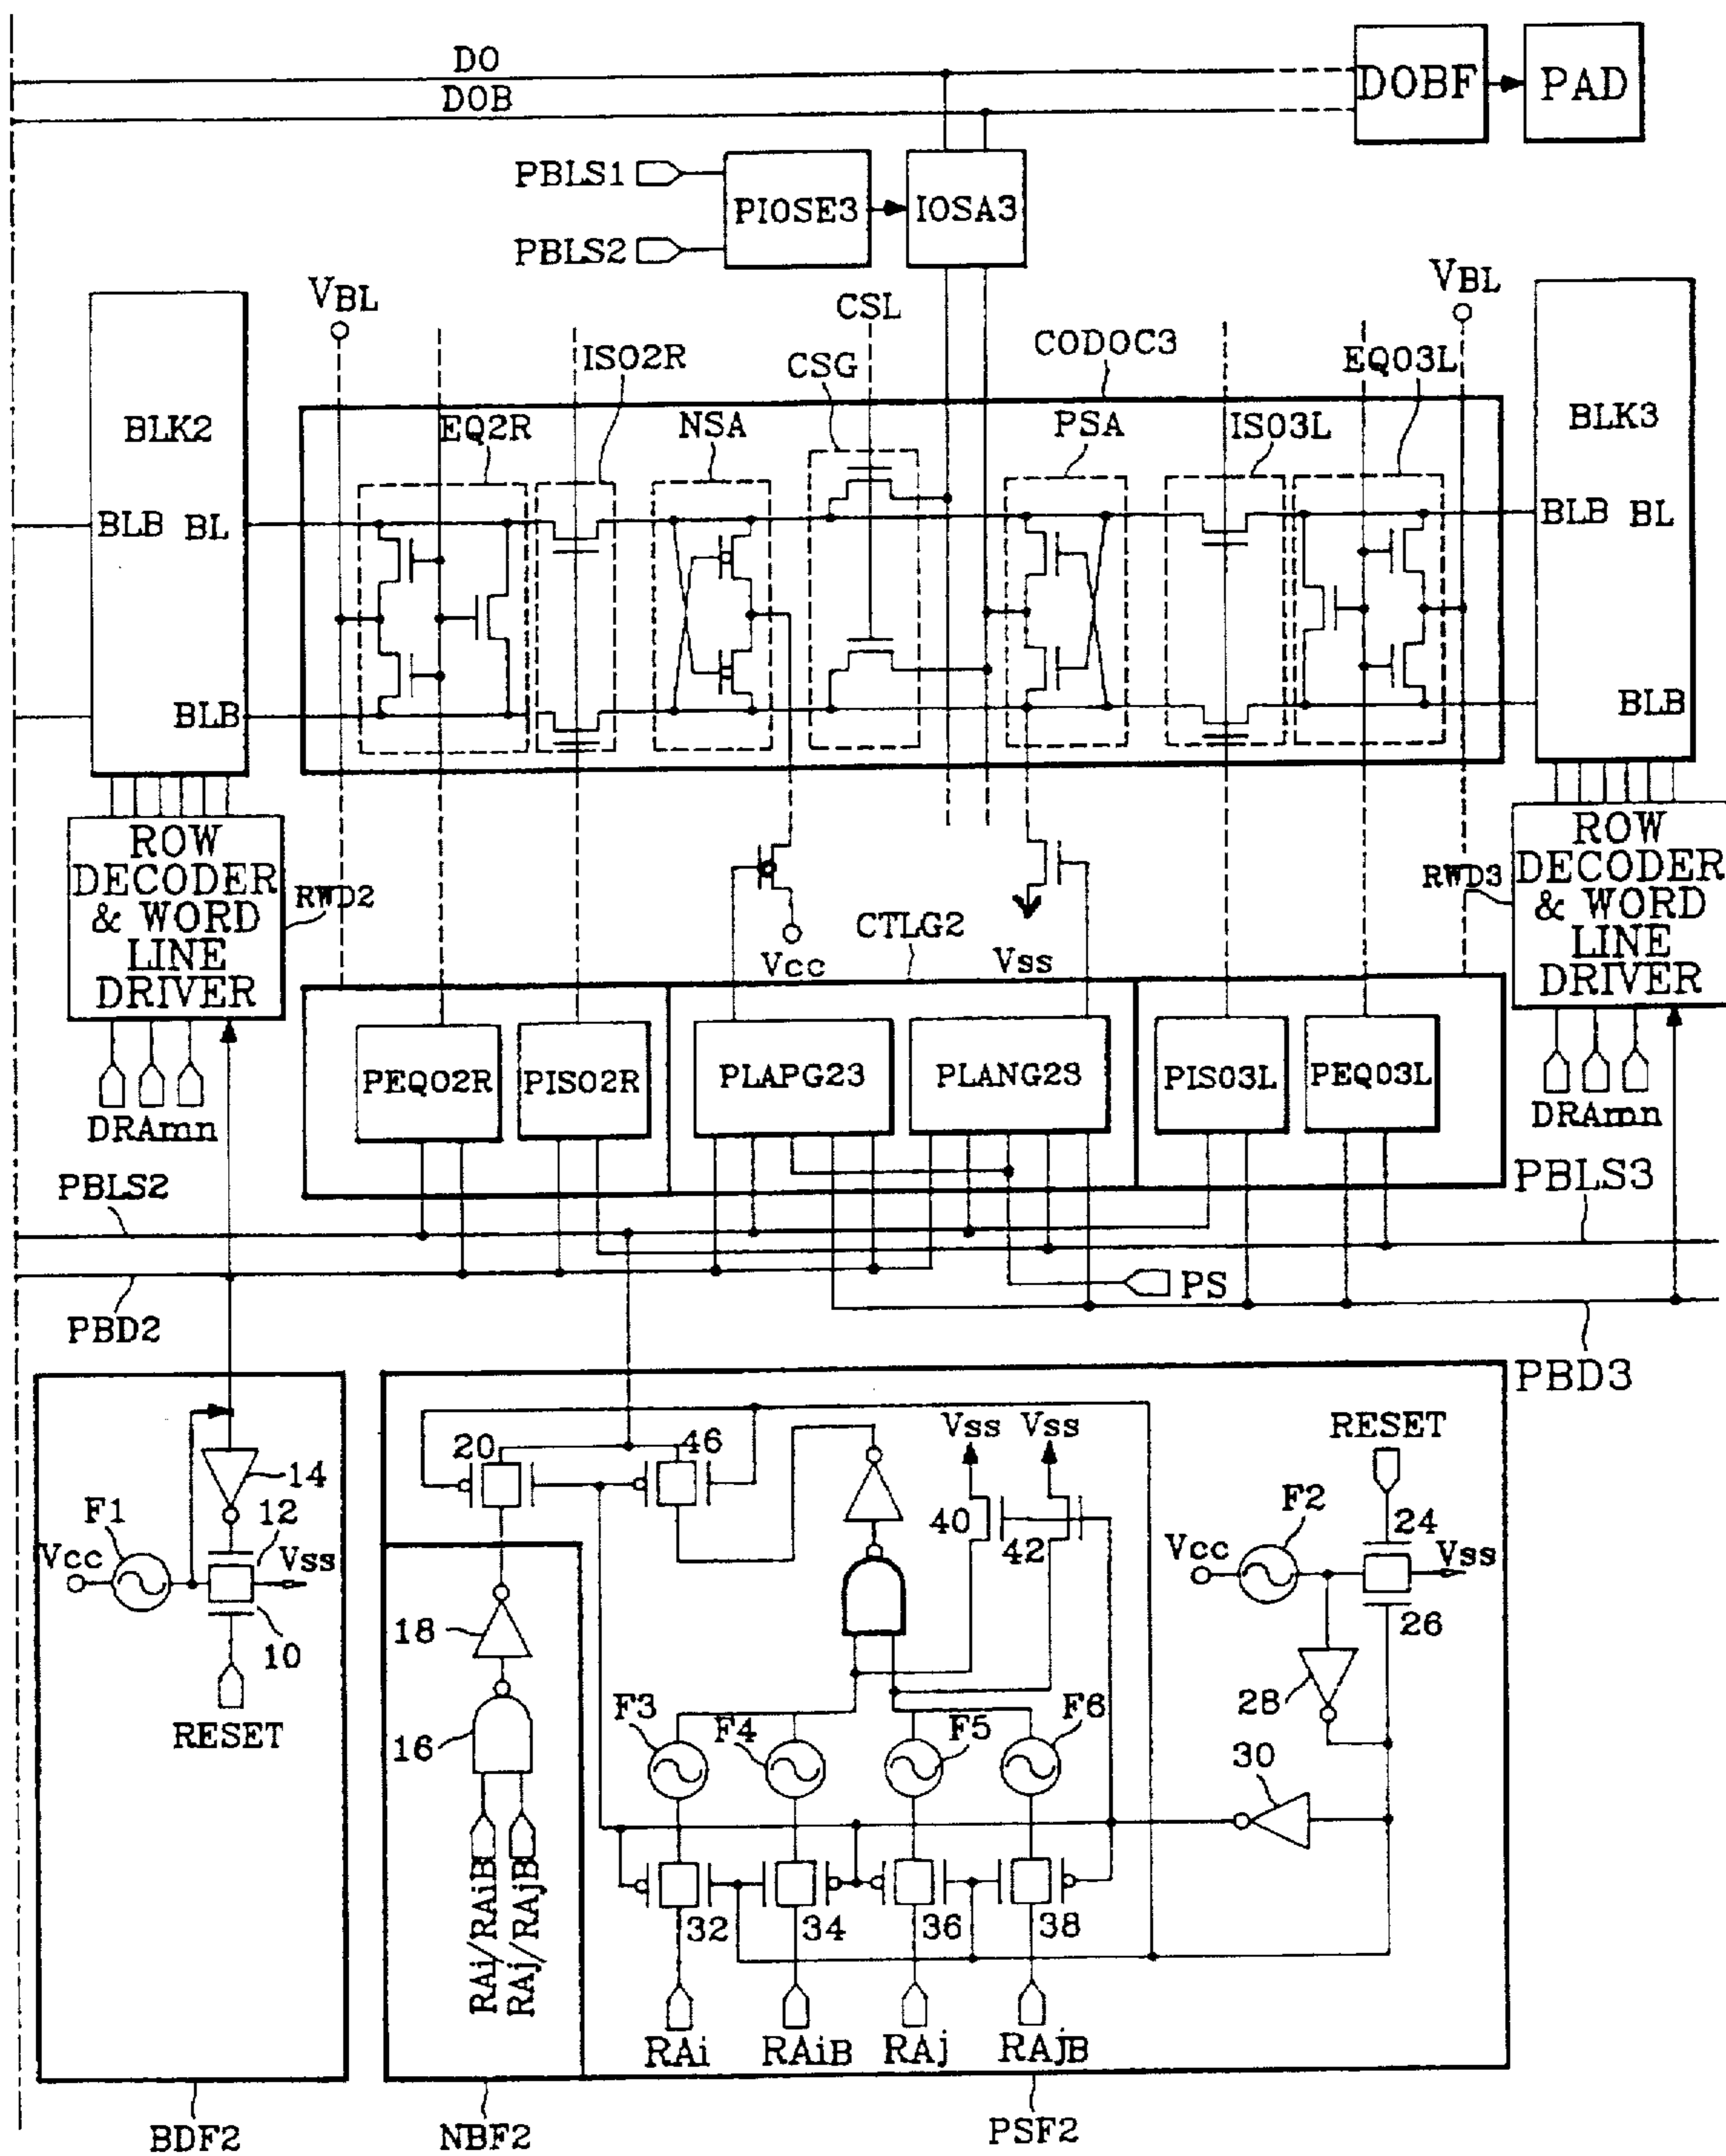 DO
DOB
DOBF
PAD
PBLS1
PBLS2
PIOSE3
IOSA3
VBL
CSL
VBL
ISO2R
CSG
CODOC3
EQ03L
BLK2
EQ2R
NSA
PSA
ISO3L
BLK3
BLB BL
BLB BL
BLB
BLB
ROW
DECODER
& WORD
LINE
DRIVER
RWD2
Vcc
CTLG2
Vss
RWD3
ROW
DECODER
& WORD
LINE
DRIVER
PEQ02R
PISO2R
PLAPG23
PLANG23
PISO3L
PEQ03L
DRAmn
DRAmn
PBLS2
PBLS3
PBD2
PS
PBD3
20
46
Vss
Vss
RESET
14
F1
12
Vcc
Vss
10
RESET
40
42
F2
24
Vcc
Vss
26
18
28
16
F3
F4
F5
F6
30
RAi/RAiB
RAj/RAjB
32
34
36
38
RAi
RAiB
RAj
RAjB
BDF2
NBF2
PSF2